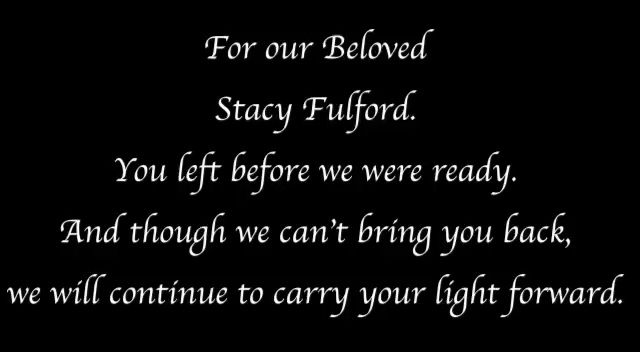 For our Beloved
Stacy Fulford.
You left before we were ready.
And though we can't bring you back,
we will continue to carry your light forward.